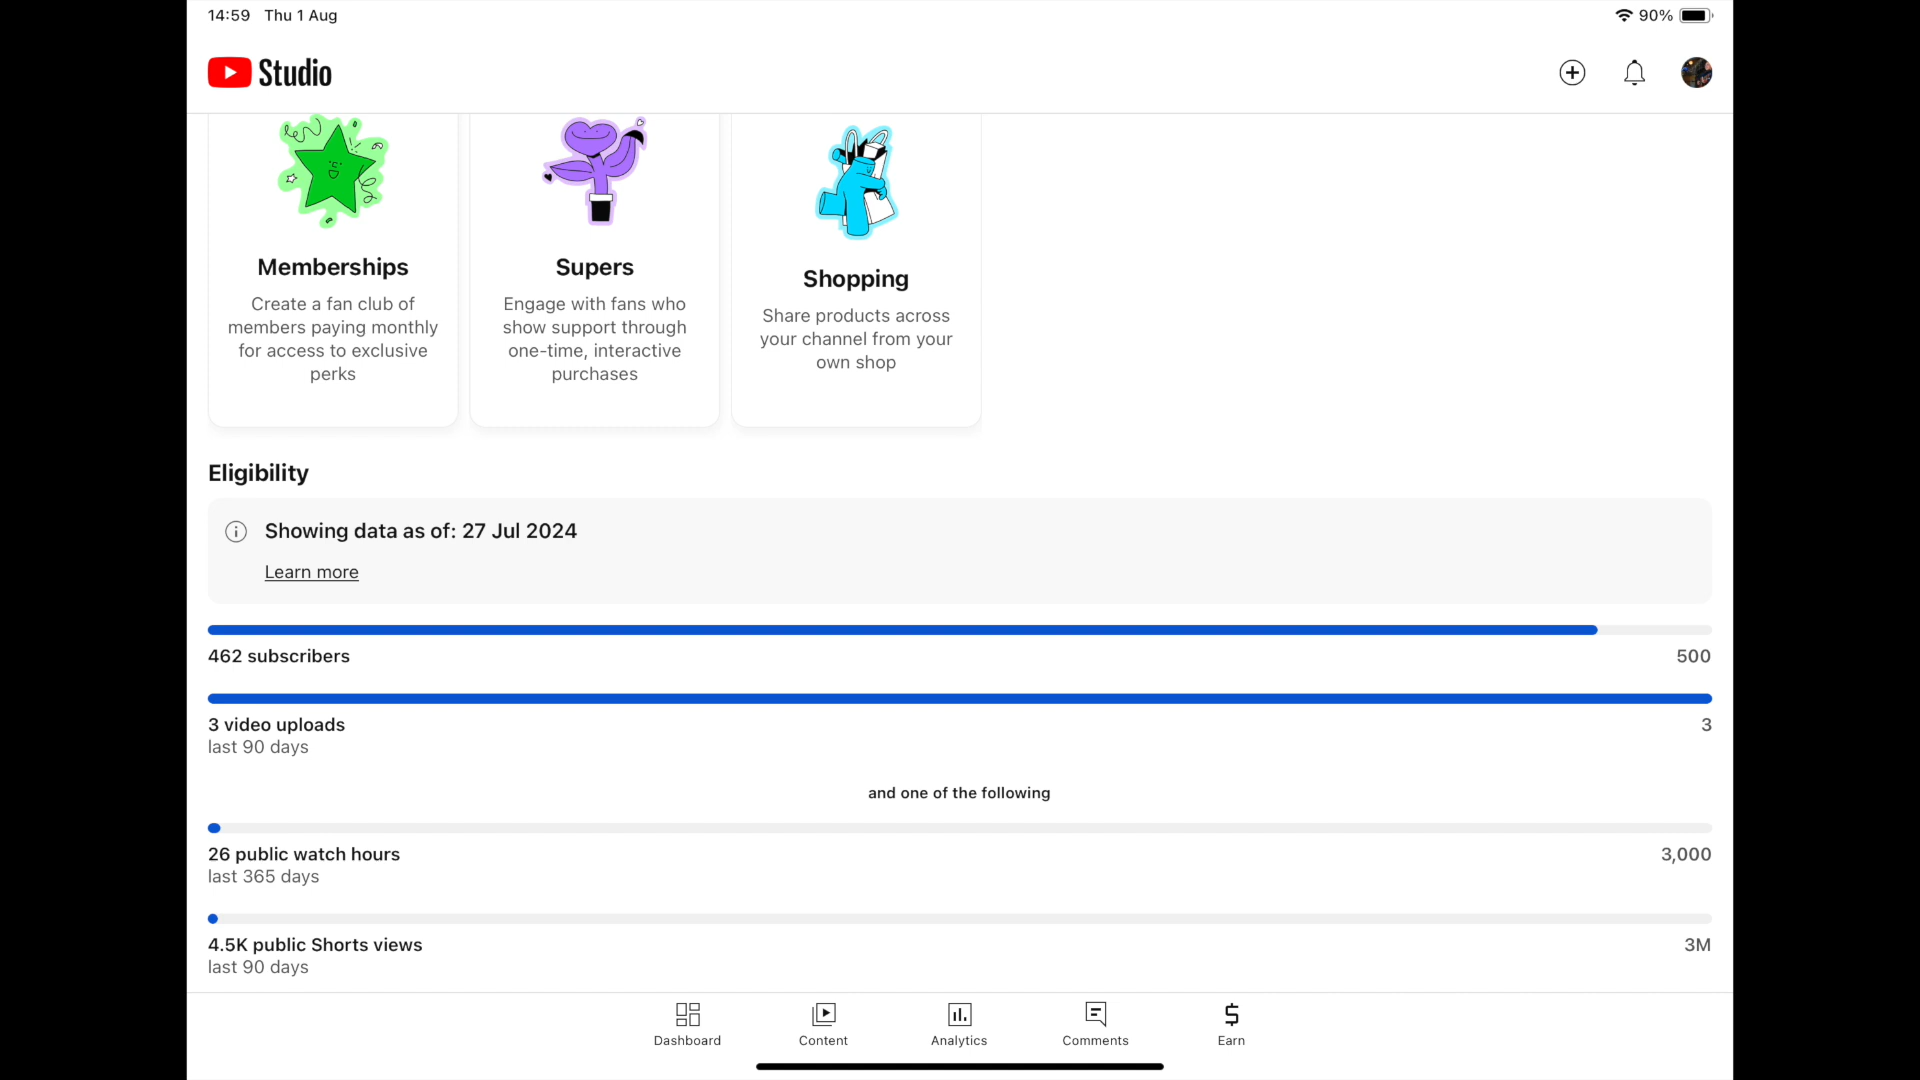 14:59 Thu 1 Aug
90%
Studio
Memberships
Create a fan club of
members paying monthly
for access to exclusive
perks
Supers
Engage with fans who
show support through
one-time, interactive
purchases
Shopping
Share products across
your channel from your
own shop
Eligibility
Showing data as of: 27 Jul 2024
Learn more
462 subscribers 500
3 video uploads 3
last 90 days
and one of the following
26 public watch hours 3,000
last 365 days
4.5K public Shorts views 3M
last 90 days
Dashboard Content Analytics Comments Earn